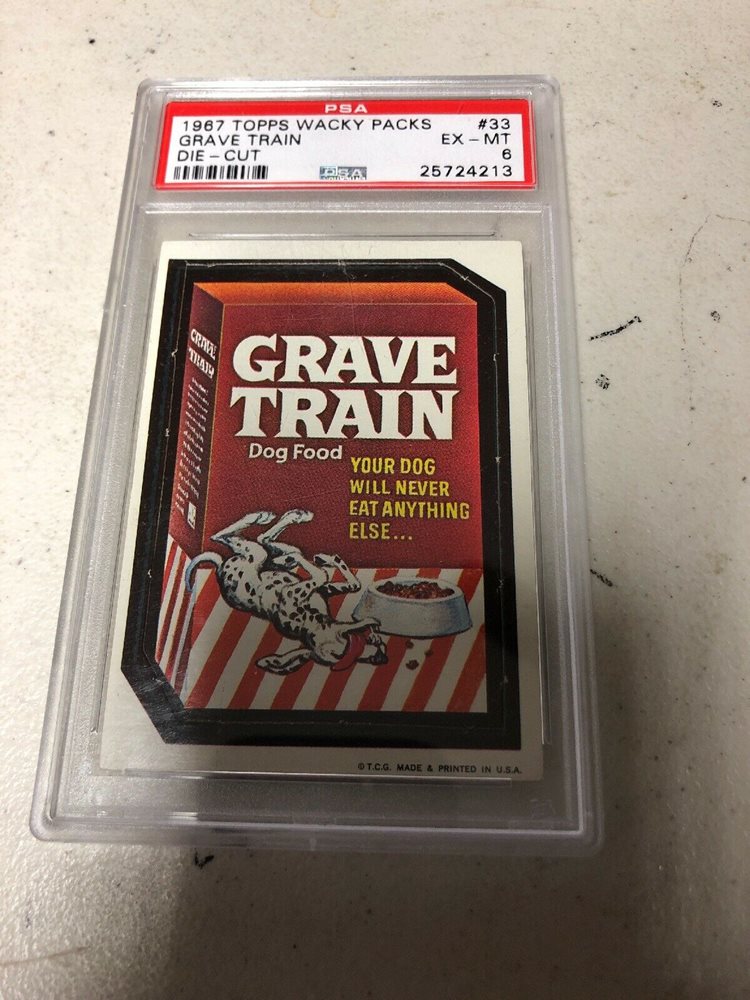 PSA
1967 TOPPS WACKY PACKS #33
GRAVE TRAIN EX-MT
DIE-CUT 6
PSA 25724213
GRAVE
TRAIN
GRAVE
TRAIN
Dog Food
YOUR DOG
WILL NEVER
EAT ANYTHING
ELSE...
© T.C.G. MADE & PRINTED IN U.S.A.